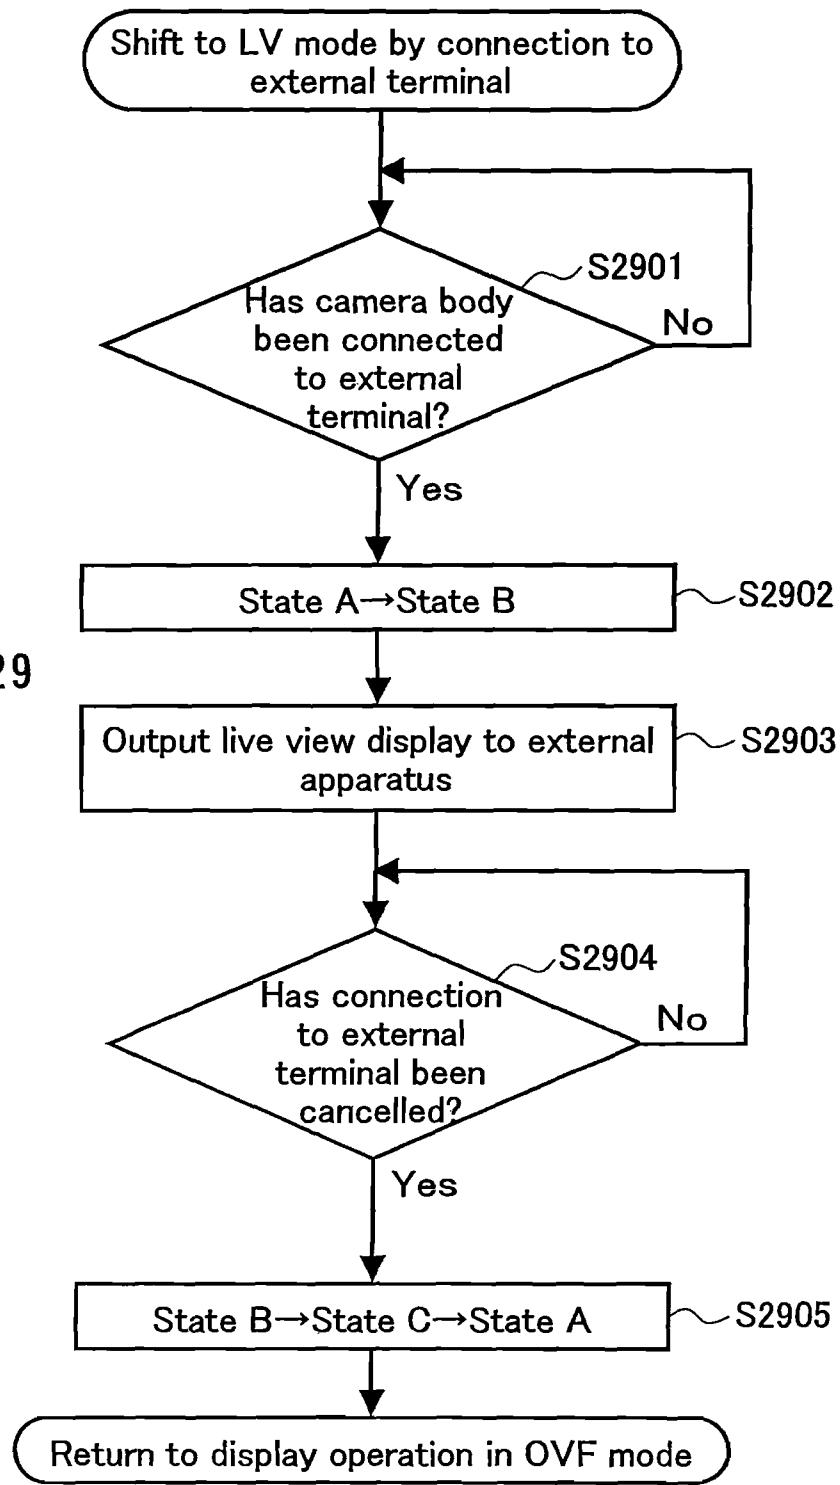 Shift to LV mode by connection to
external terminal
S2901
Has camera body
been connected
to external
terminal?
No
Yes
State A→State B
S2902
29
Output live view display to external
apparatus
S2903
S2904
Has connection
to external
terminal been
cancelled?
No
Yes
State B→State C→State A
S2905
Return to display operation in OVF mode